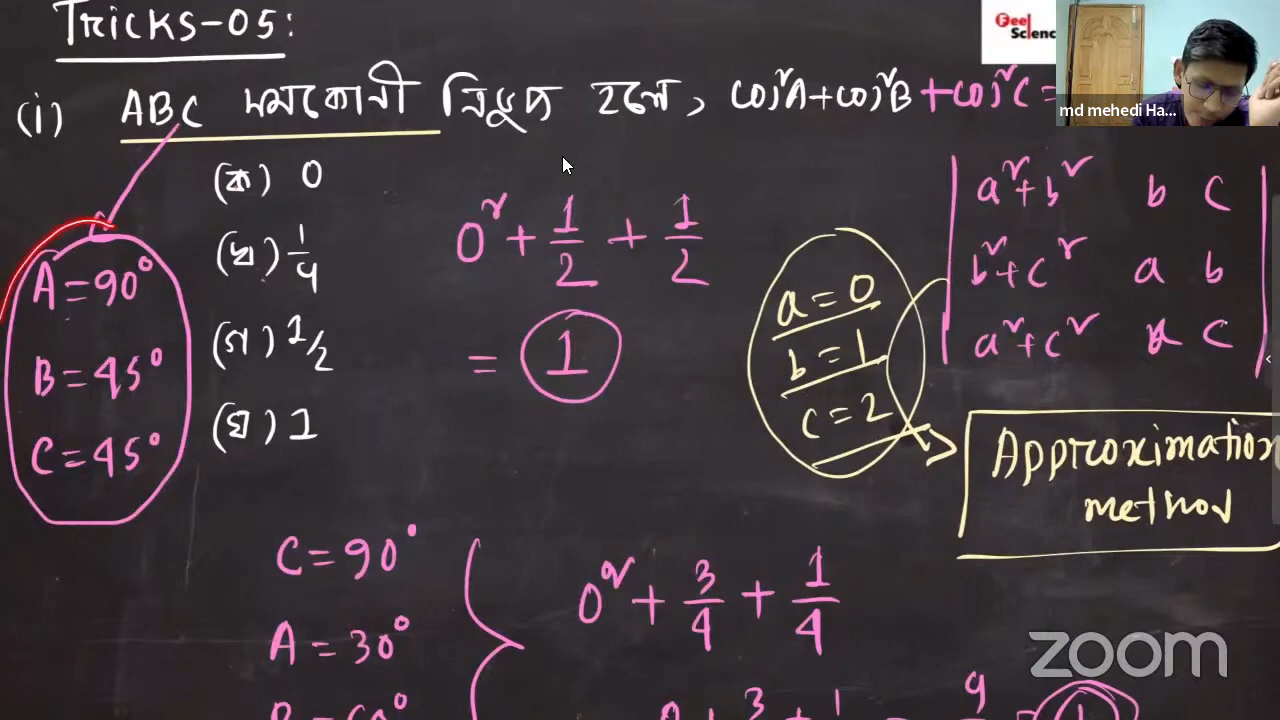 Tricks-05:
Feel
Scienc
md mehedi Ha...
(i) ABC সমকোণী ত্রিভুজ হলে, cos²A+cos²B+cos²C=
(ক) 0
(খ) 1/4
(গ) 1/2
(ঘ) 1
A=90°
B=45°
C=45°
0²+1/2+1/2
= 1
a=0
b=1
c=2
a²+b² b c
b²+c² a b
a²+c² a c
Approximation
method
C=90°
A=30°
0²+3/4+1/4
zoom